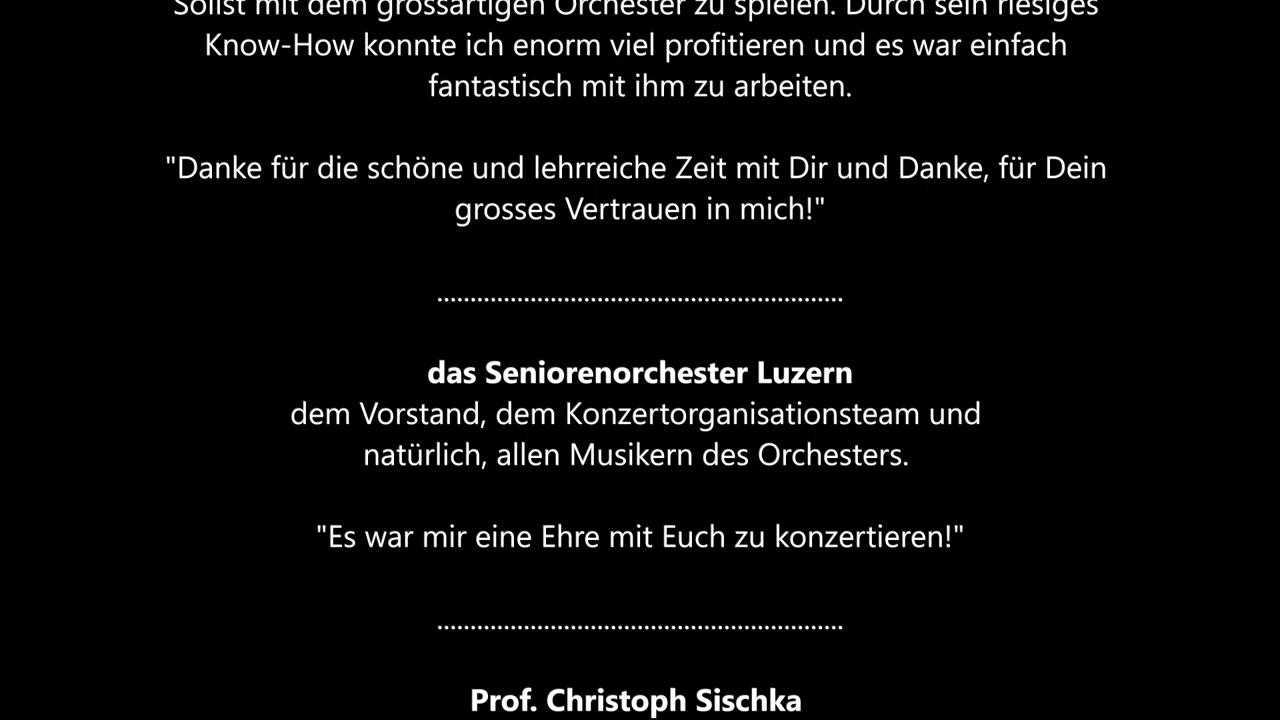 Solist mit dem grossartigen Orchester zu spielen. Durch sein riesiges
Know-How konnte ich enorm viel profitieren und es war einfach
fantastisch mit ihm zu arbeiten.
"Danke für die schöne und lehrreiche Zeit mit Dir und Danke, für Dein
grosses Vertrauen in mich!"
.............................................................
das Seniorenorchester Luzern
dem Vorstand, dem Konzertorganisationsteam und
natürlich, allen Musikern des Orchesters.
"Es war mir eine Ehre mit Euch zu konzertieren!"
.............................................................
Prof. Christoph Sischka